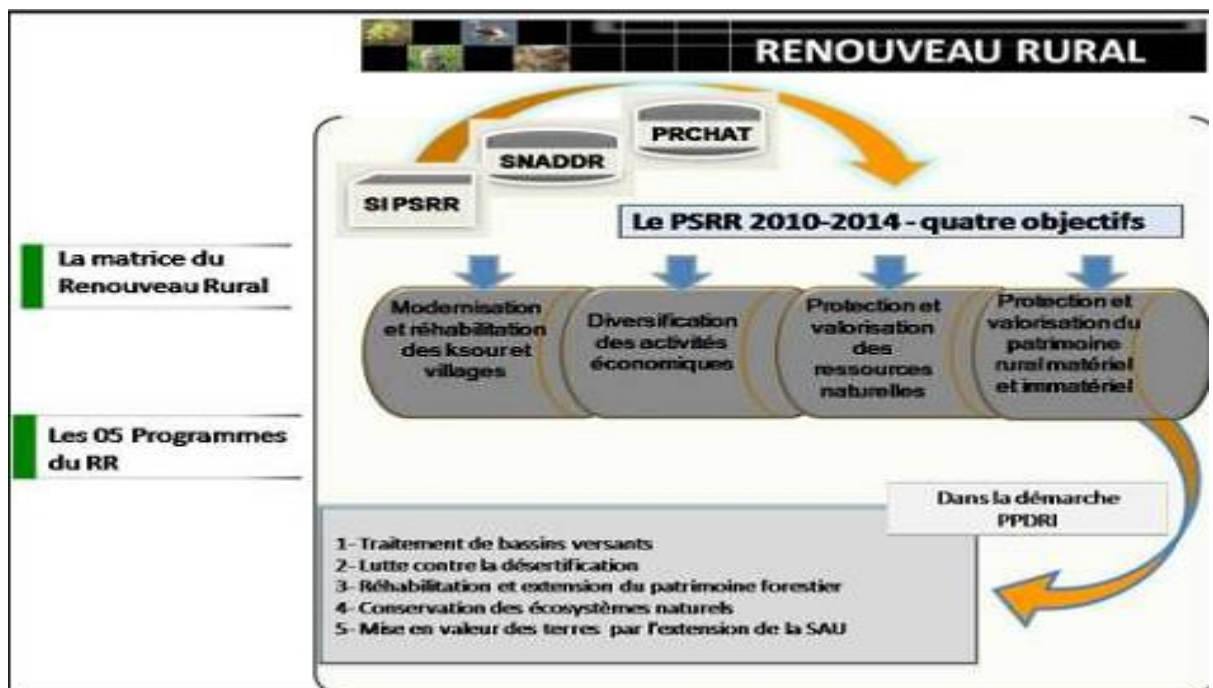 RENOUVEAU RURAL
PRCHAT
SNADDR
SI PSRR
Le PSRR 2010-2014 - quatre objectifs
La matrice du
Renouveau Rural
Modernisation
et réhabilitation
des ksour et
villages
Diversification
des activités
économiques
Protection et
valorisation
des
ressources
naturelles
Protection et
valorisation du
patrimoine
rural matériel
et immatériel
Les 05 Programmes
du RR
Dans la démarche
PPDRI
1- Traitement de bassins versants
2- Lutte contre la désertification
3- Réhabilitation et extension du patrimoine forestier
4- Conservation des écosystèmes naturels
5- Mise en valeur des terres par l'extension de la SAU